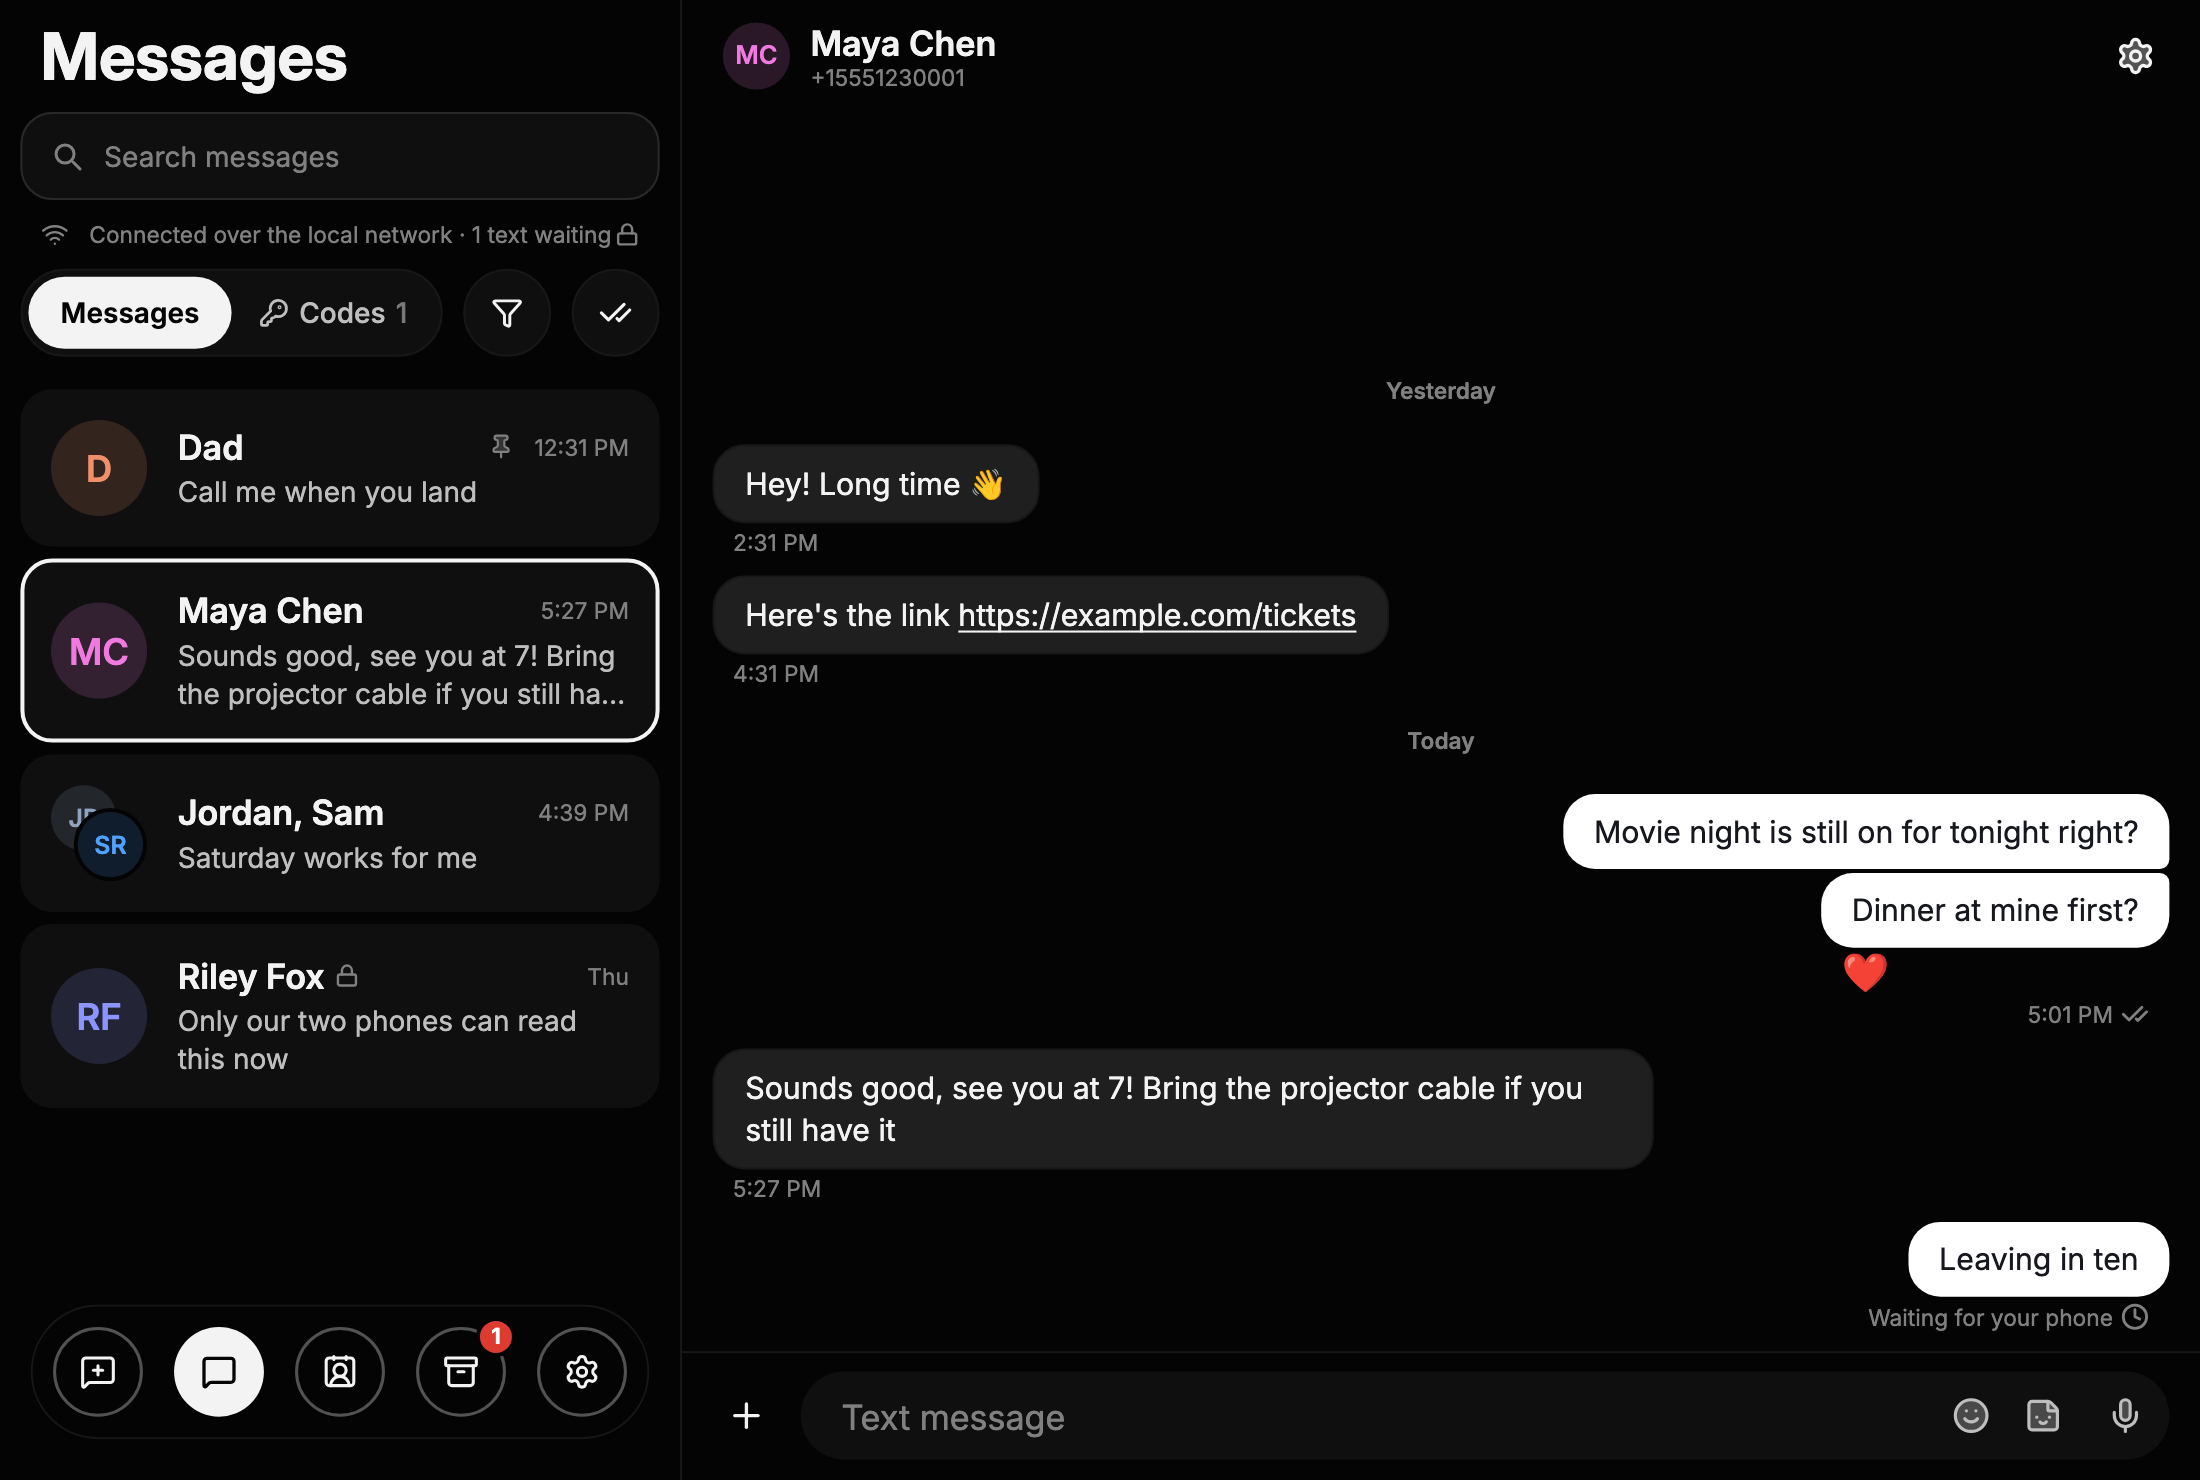 Messages
Search messages
Connected over the local network · 1 text waiting
Messages
Codes 1
D
Dad
12:31 PM
Call me when you land
MC
Maya Chen
5:27 PM
Sounds good, see you at 7! Bring
the projector cable if you still ha...
SR
Jordan, Sam
4:39 PM
Saturday works for me
RF
Riley Fox
Thu
Only our two phones can read
this now
1
MC
Maya Chen
+15551230001
Yesterday
Hey! Long time 👋
2:31 PM
Here's the link https://example.com/tickets
4:31 PM
Today
Movie night is still on for tonight right?
Dinner at mine first?
❤️
5:01 PM
Sounds good, see you at 7! Bring the projector cable if you
still have it
5:27 PM
Leaving in ten
Waiting for your phone
Text message